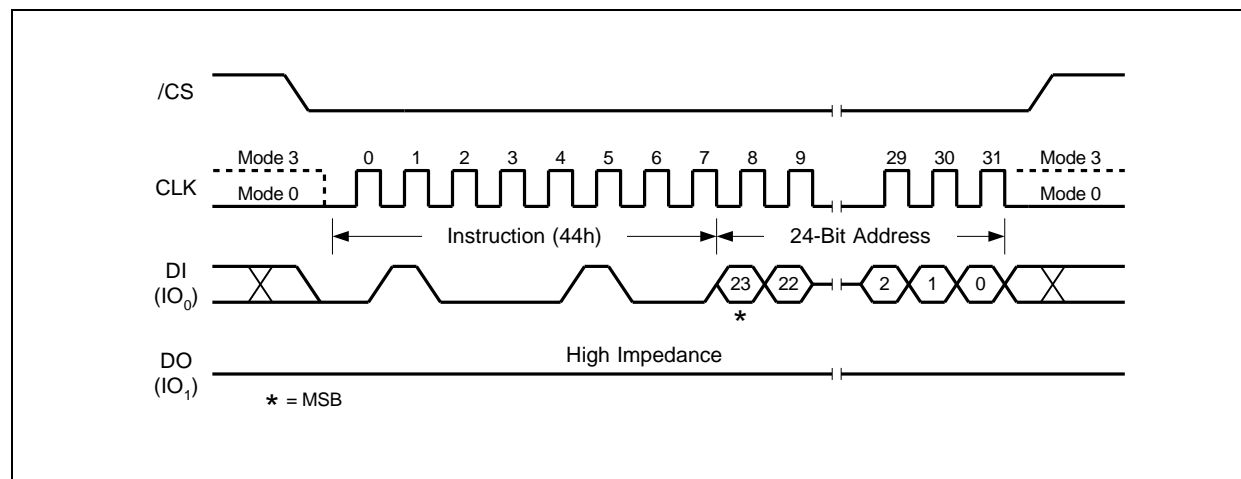 /CS
Mode 3 0 1 2 3 4 5 6 7 8 9 29 30 31 Mode 3
CLK Mode 0 Mode 0
Instruction (44h) 24-Bit Address
DI
(IO0) 23 22 2 1 0
*
High Impedance
DO
(IO1)
* = MSB